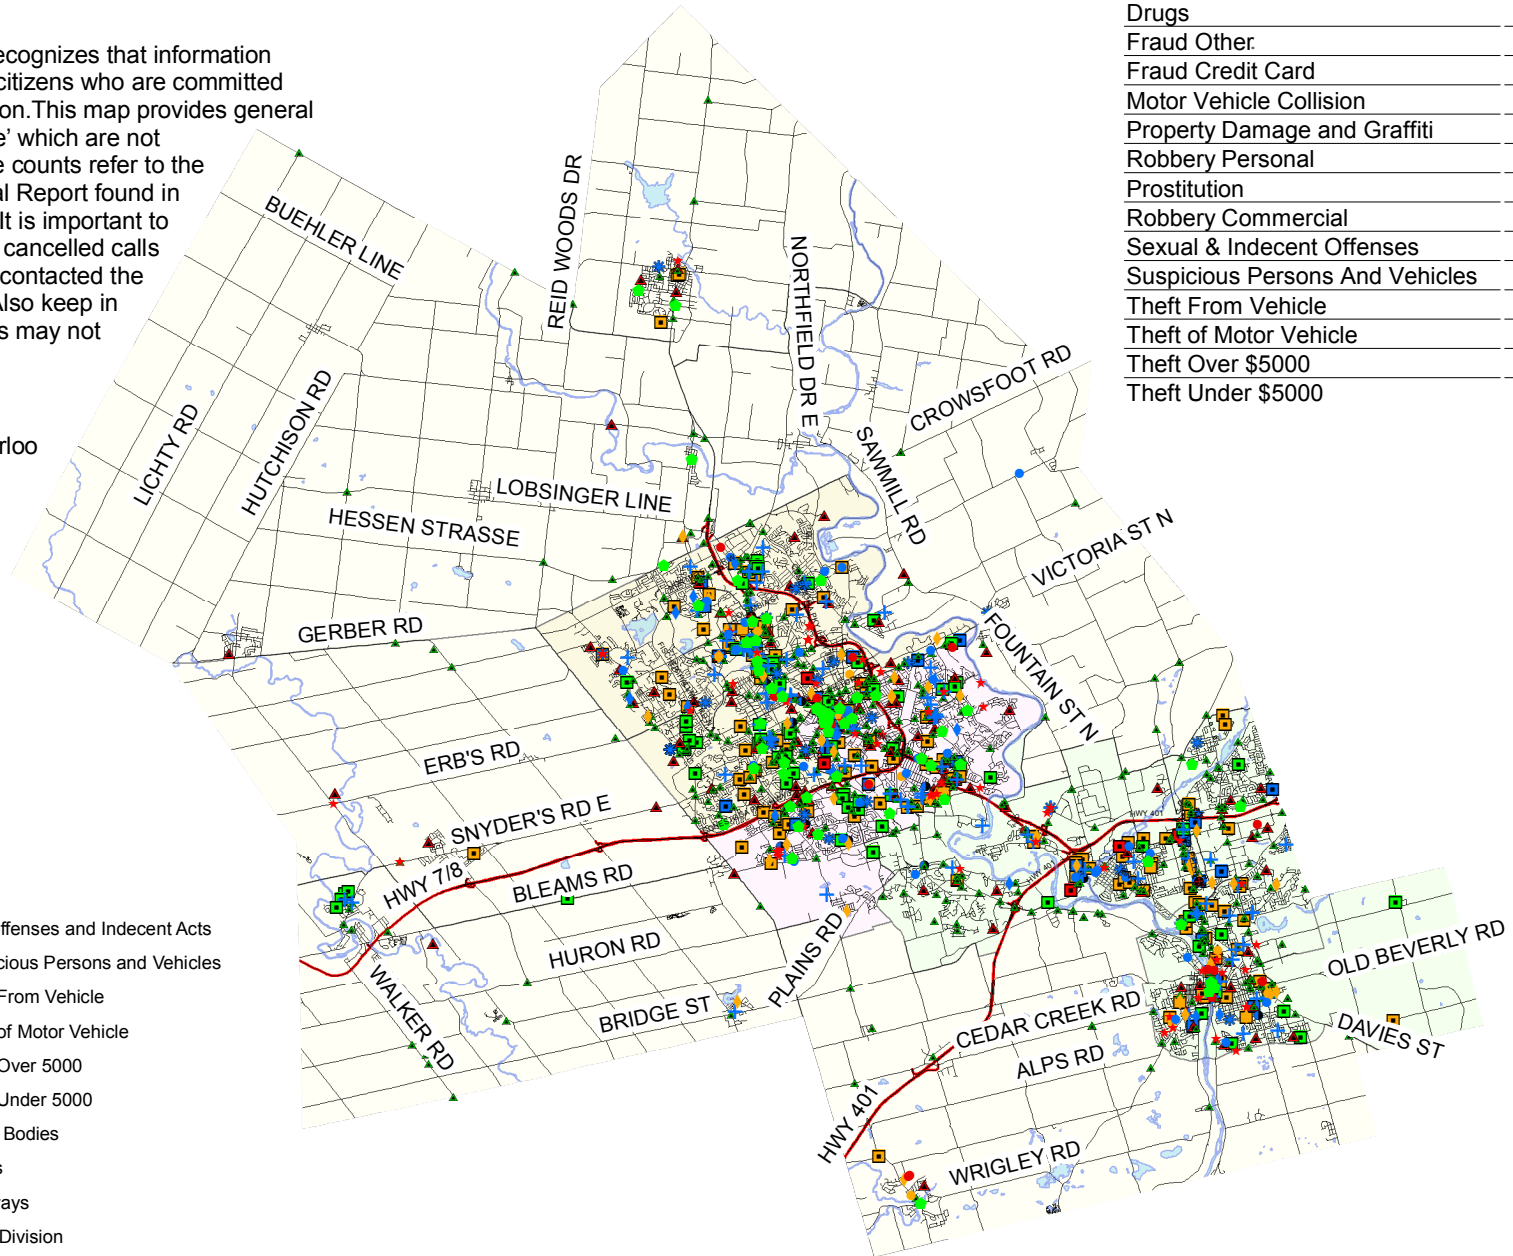 ecognizes that information
citizens who are committed
on.This map provides general
e' which are not
e counts refer to the
al Report found in
It is important to
cancelled calls
contacted the
Also keep in
s may not
rloo
Drugs
Fraud Other
Fraud Credit Card
Motor Vehicle Collision
Property Damage and Graffiti
Robbery Personal
Prostitution
Robbery Commercial
Sexual & Indecent Offenses
Suspicious Persons And Vehicles
Theft From Vehicle
Theft of Motor Vehicle
Theft Over $5000
Theft Under $5000
BUEHLER LINE
REID WOODS DR
NORTHFIELD DR E
CROWSFOOT RD
LICHTY RD
HUTCHISON RD
SAWMILL RD
LOBSINGER LINE
HESSEN STRASSE
VICTORIA ST N
GERBER RD
FOUNTAIN ST N
ERB'S RD
SNYDER'S RD E
HWY 401
HWY 7/8
BLEAMS RD
HURON RD
PLAINS RD
OLD BEVERLY RD
WALKER RD
BRIDGE ST
CEDAR CREEK RD
DAVIES ST
ALPS RD
HWY 401
WRIGLEY RD
ffenses and Indecent Acts
cious Persons and Vehicles
From Vehicle
of Motor Vehicle
Over 5000
Under 5000
Bodies
s
ays
Division